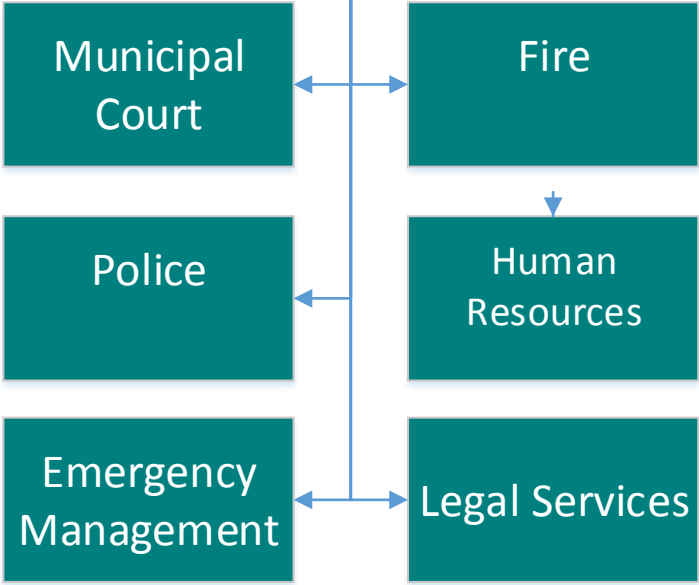 Municipal
Court
Fire
Police
Human
Resources
Emergency
Management
Legal Services